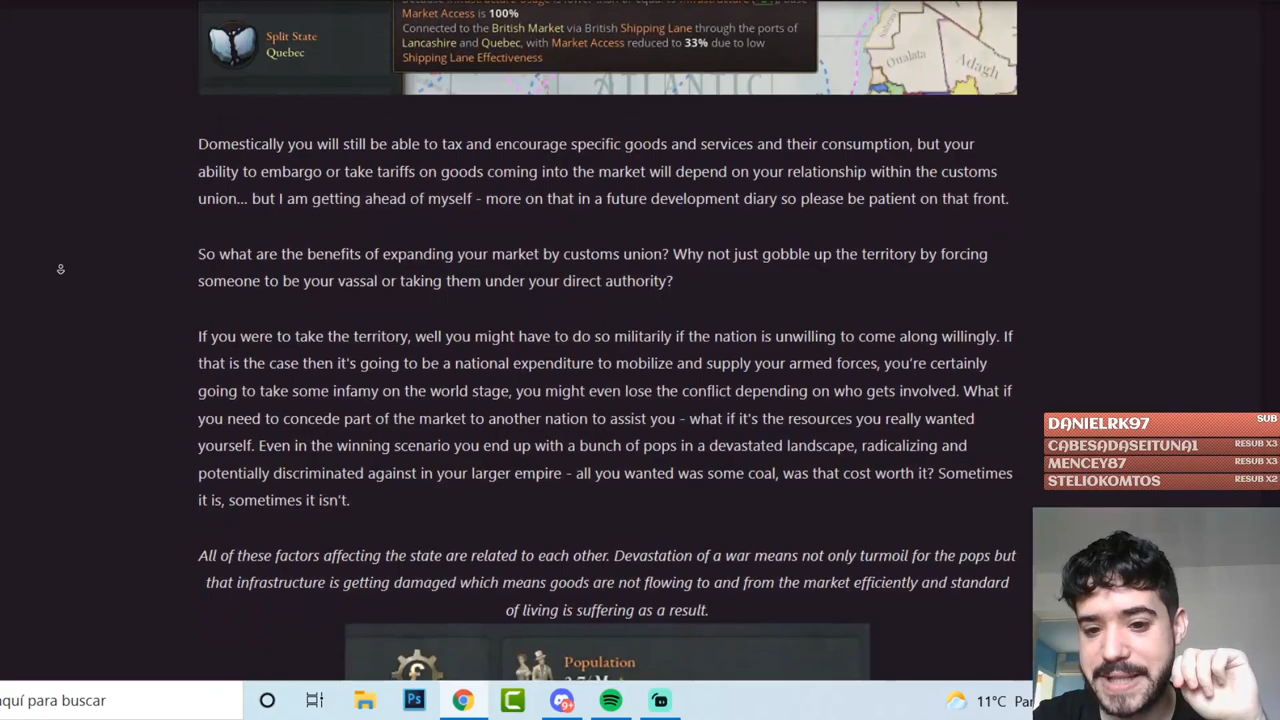 Market Access is 100%
Connected to the British Market via British Shipping Lane through the ports of
Lancashire and Quebec, with Market Access reduced to 33% due to low
Shipping Lane Effectiveness
Split State
Quebec
Oualata
Adagh
ATLANTIC
Domestically you will still be able to tax and encourage specific goods and services and their consumption, but your
ability to embargo or take tariffs on goods coming into the market will depend on your relationship within the customs
union... but I am getting ahead of myself - more on that in a future development diary so please be patient on that front.
So what are the benefits of expanding your market by customs union? Why not just gobble up the territory by forcing
someone to be your vassal or taking them under your direct authority?
If you were to take the territory, well you might have to do so militarily if the nation is unwilling to come along willingly. If
that is the case then it's going to be a national expenditure to mobilize and supply your armed forces, you're certainly
going to take some infamy on the world stage, you might even lose the conflict depending on who gets involved. What if
you need to concede part of the market to another nation to assist you - what if it's the resources you really wanted
yourself. Even in the winning scenario you end up with a bunch of pops in a devastated landscape, radicalizing and
potentially discriminated against in your larger empire - all you wanted was some coal, was that cost worth it? Sometimes
it is, sometimes it isn't.
All of these factors affecting the state are related to each other. Devastation of a war means not only turmoil for the pops but
that infrastructure is getting damaged which means goods are not flowing to and from the market efficiently and standard
of living is suffering as a result.
Population
DANIELRK97 SUB
CABESADASEITUNA1 RESUB X3
MENCEY87 RESUB X3
STELIOKOMTOS RESUB X2
aquí para buscar
Ps
9+
11°C Par